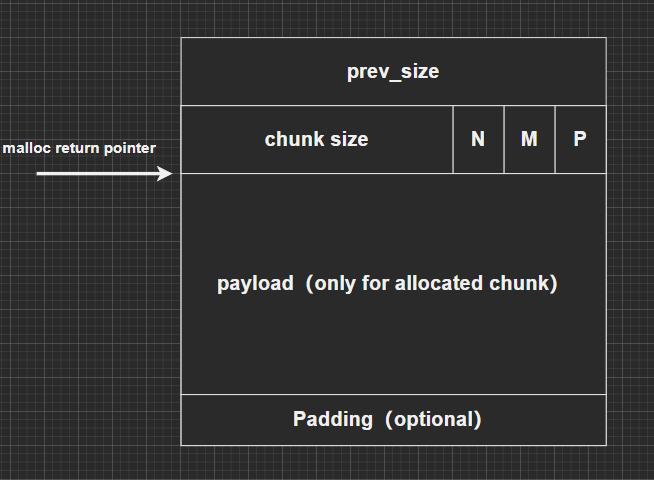 prev_size
chunk size N M P
malloc return pointer
payload（only for allocated chunk）
Padding（optional）